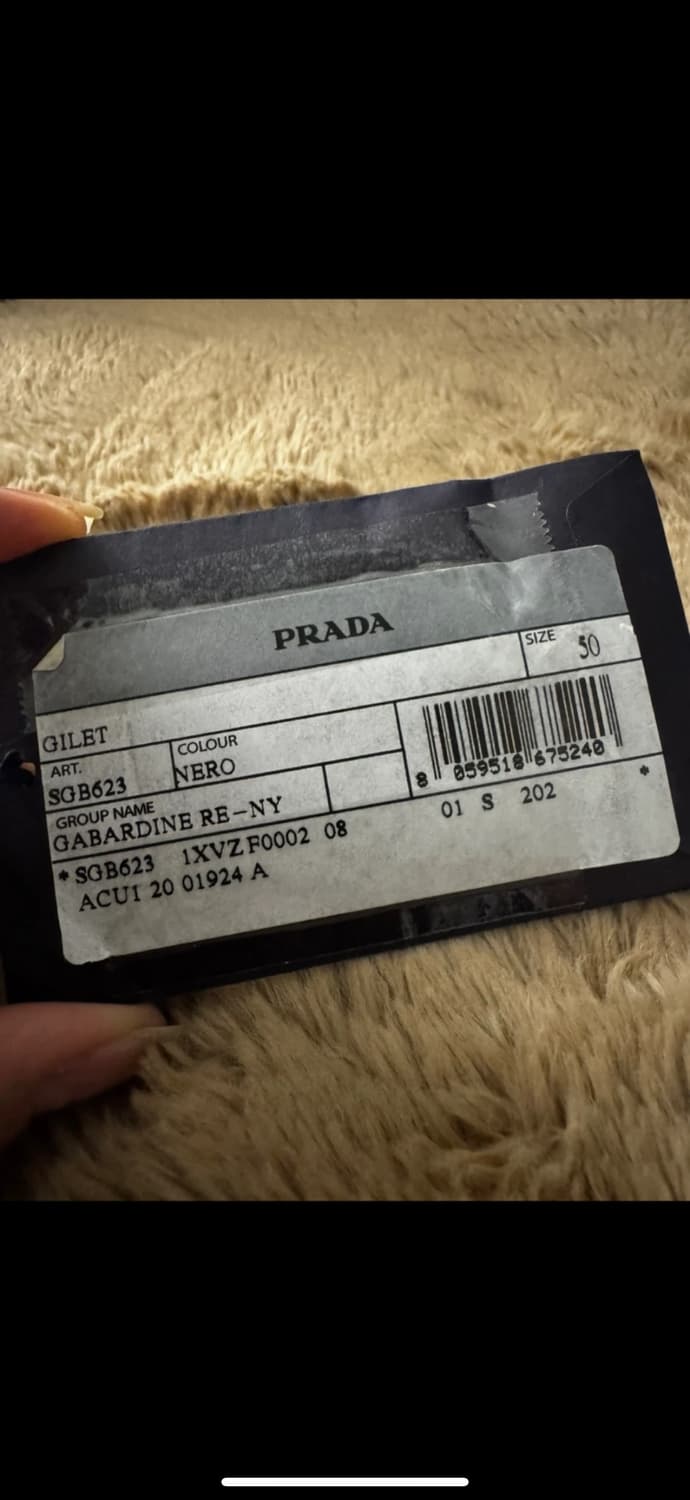 PRADA
SIZE 50
GILET
ART. COLOUR
SGB623 NERO
8 059518 675240
GROUP NAME
GABARDINE RE-NY
* SGB623 1XVZ F0002 08 01 S 202 *
ACU1 20 01924 A